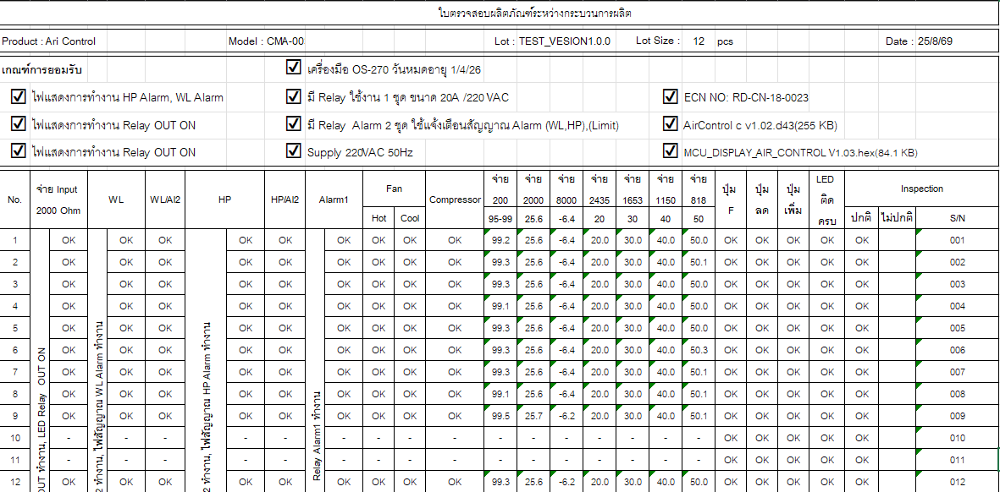 ใบตรวจสอบผลิตภัณฑ์ระหว่างกระบวนการผลิต
Product : Ari Control Model : CMA-00 Lot : TEST_VESION1.0.0 Lot Size : 12 pcs Date : 25/8/69
เกณฑ์การยอมรับ เครื่องมือ OS-270 วันหมดอายุ 1/4/26
ไฟแสดงการทำงาน HP Alarm, WL Alarm มี Relay ใช้งาน 1 ชุด ขนาด 20A /220 VAC ECN NO: RD-CN-18-0023
ไฟแสดงการทำงาน Relay OUT ON มี Relay Alarm 2 ชุด ใช้แจ้งเตือนสัญญาณ Alarm (WL,HP),(Limit) AirControl c v1.02.d43(255 KB)
ไฟแสดงการทำงาน Relay OUT ON Supply 220VAC 50Hz MCU_DISPLAY_AIR_CONTROL V1.03.hex(84.1 KB)
No. จ่าย Input 2000 Ohm WL WL/AI2 HP HP/AI2 Alarm1 Fan Compressor จ่าย 200 จ่าย 2000 จ่าย 8000 จ่าย 2435 จ่าย 1653 จ่าย 1150 จ่าย 818 ปุ่ม F ปุ่ม ลด ปุ่ม เพิ่ม LED ติด ครบ Inspection
Hot Cool 95-99 25.6 -6.4 20 30 40 50 ปกติ ไม่ปกติ S/N
1 OK OK OK OK OK OK OK OK OK 99.2 25.6 -6.4 20.0 30.0 40.0 50.0 OK OK OK OK OK 001
2 OK OK OK OK OK OK OK OK OK 99.3 25.6 -6.4 20.0 30.0 40.0 50.1 OK OK OK OK OK 002
3 OK OK OK OK OK OK OK OK OK 99.3 25.6 -6.4 20.0 30.0 40.0 50.0 OK OK OK OK OK 003
4 OK OK OK OK OK OK OK OK OK 99.1 25.6 -6.4 20.0 30.0 40.0 50.0 OK OK OK OK OK 004
5 OK OK OK OK OK OK OK OK OK 99.3 25.6 -6.4 20.0 30.0 40.0 50.0 OK OK OK OK OK 005
6 OK OK OK OK OK OK OK OK OK 99.3 25.6 -6.4 20.0 30.0 40.0 50.3 OK OK OK OK OK 006
7 OK OK OK OK OK OK OK OK OK 99.3 25.6 -6.4 20.0 30.0 40.0 50.1 OK OK OK OK OK 007
8 OK OK OK OK OK OK OK OK OK 99.1 25.6 -6.4 20.0 30.0 40.0 50.1 OK OK OK OK OK 008
9 OK OK OK OK OK OK OK OK OK 99.5 25.7 -6.2 20.0 30.0 40.0 50.1 OK OK OK OK OK 009
10 - - - - - - - - - - - - - - - - OK OK OK OK OK 010
11 - - - - - - - - - - - - - - - - OK OK OK OK OK 011
12 OK OK OK OK OK OK OK OK OK 99.3 25.6 -6.2 20.0 30.0 40.0 50.0 OK OK OK OK OK 012
OUT ทำงาน, LED Relay OUT ON
2 ทำงาน, ไฟสัญญาณ WL Alarm ทำงาน
2 ทำงาน, ไฟสัญญาณ HP Alarm ทำงาน
Relay Alarm1 ทำงาน